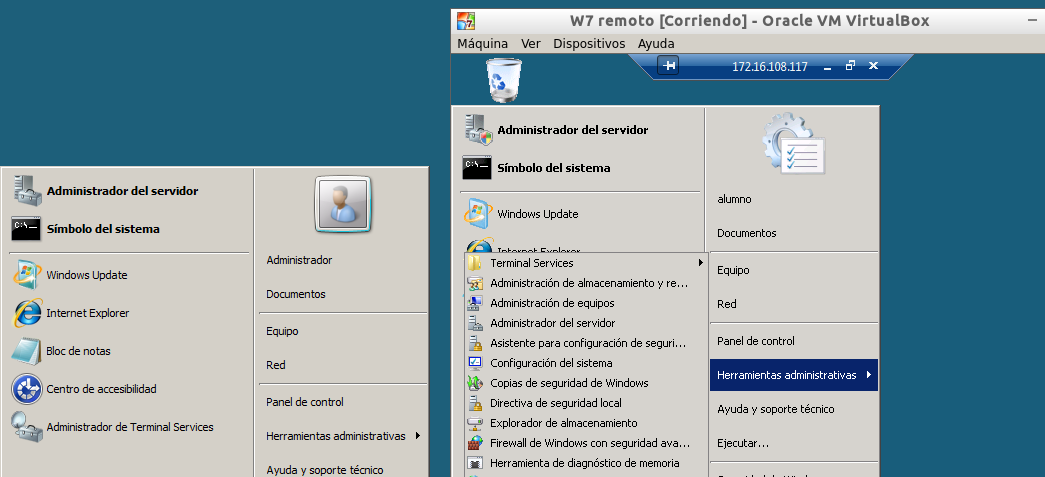 W7 remoto [Corriendo] - Oracle VM VirtualBox
Máquina Ver Dispositivos Ayuda
172.16.108.117
Administrador del servidor
Símbolo del sistema
Windows Update
Internet Explorer
Bloc de notas
Centro de accesibilidad
Administrador de Terminal Services
Administrador
Documentos
Equipo
Red
Panel de control
Herramientas administrativas
Ayuda y soporte técnico
Administrador del servidor
C:\
Símbolo del sistema
Windows Update
Internet Explorer
Terminal Services
Administración de almacenamiento y re...
Administración de equipos
Administrador del servidor
Asistente para configuración de seguri...
Configuración del sistema
Copias de seguridad de Windows
Directiva de seguridad local
Explorador de almacenamiento
Firewall de Windows con seguridad ava...
Herramienta de diagnóstico de memoria
alumno
Documentos
Equipo
Red
Panel de control
Herramientas administrativas
Ayuda y soporte técnico
Ejecutar...